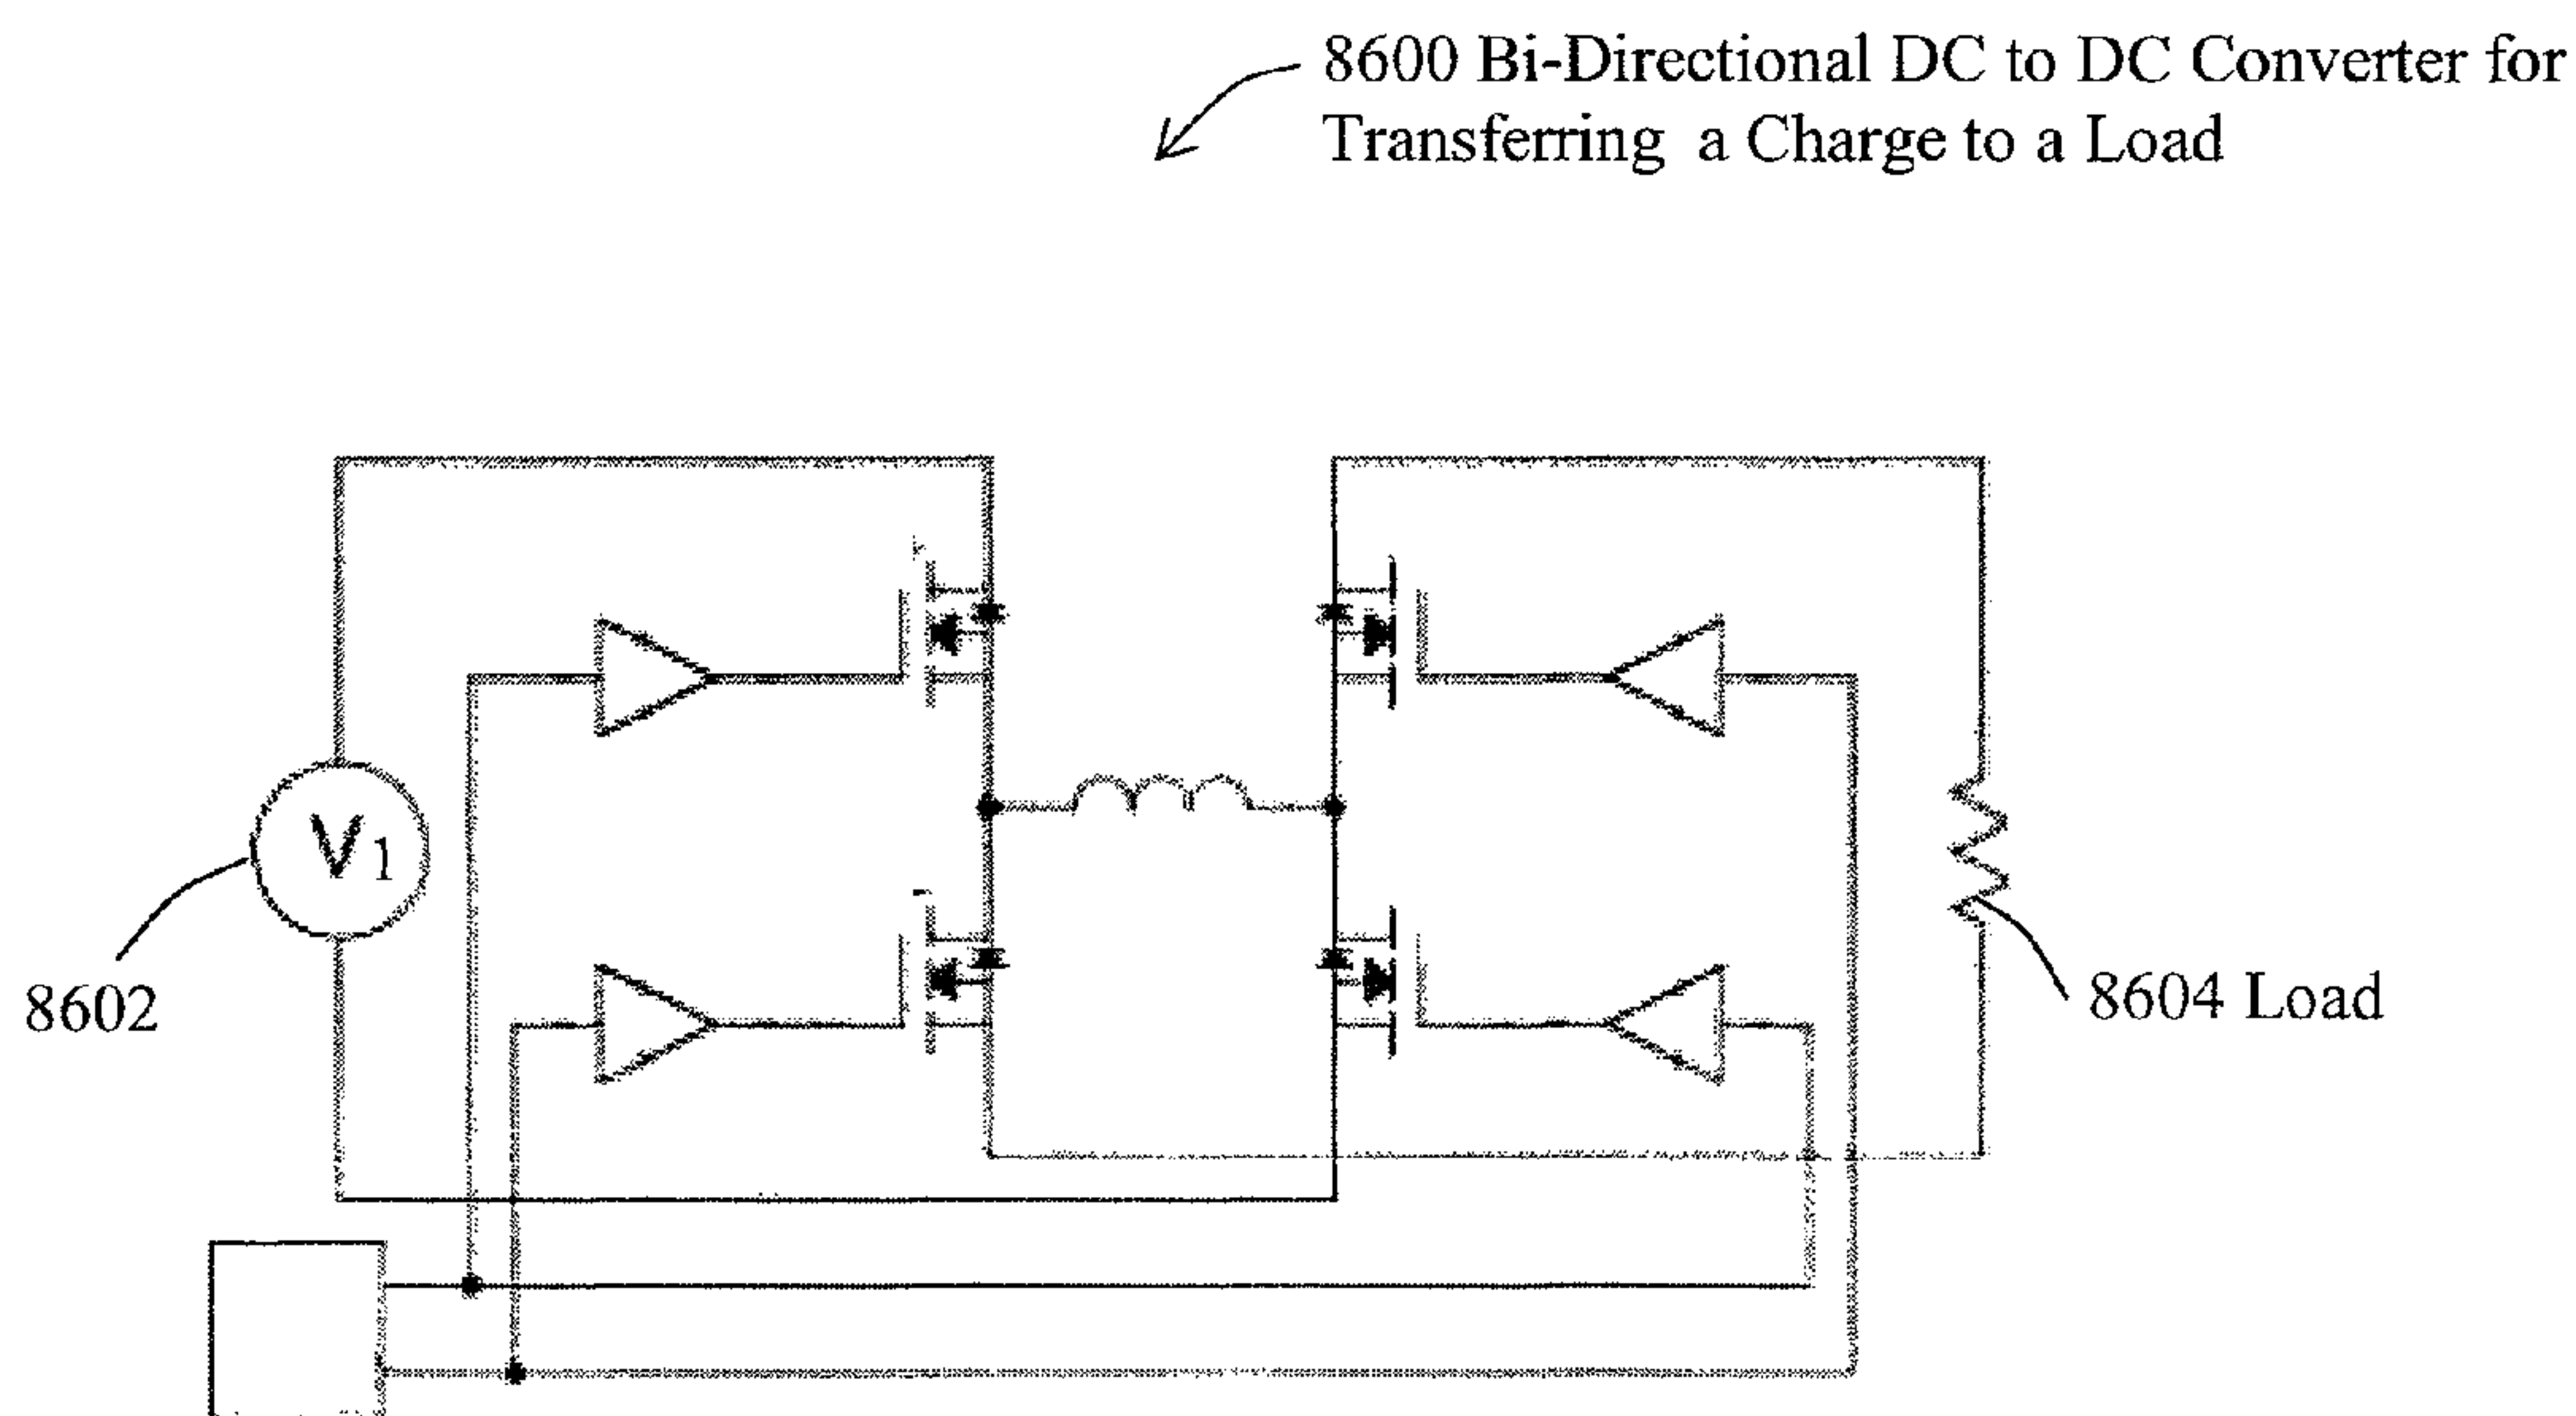 8600 Bi-Directional DC to DC Converter for
Transferring a Charge to a Load
V1
8602
8604 Load